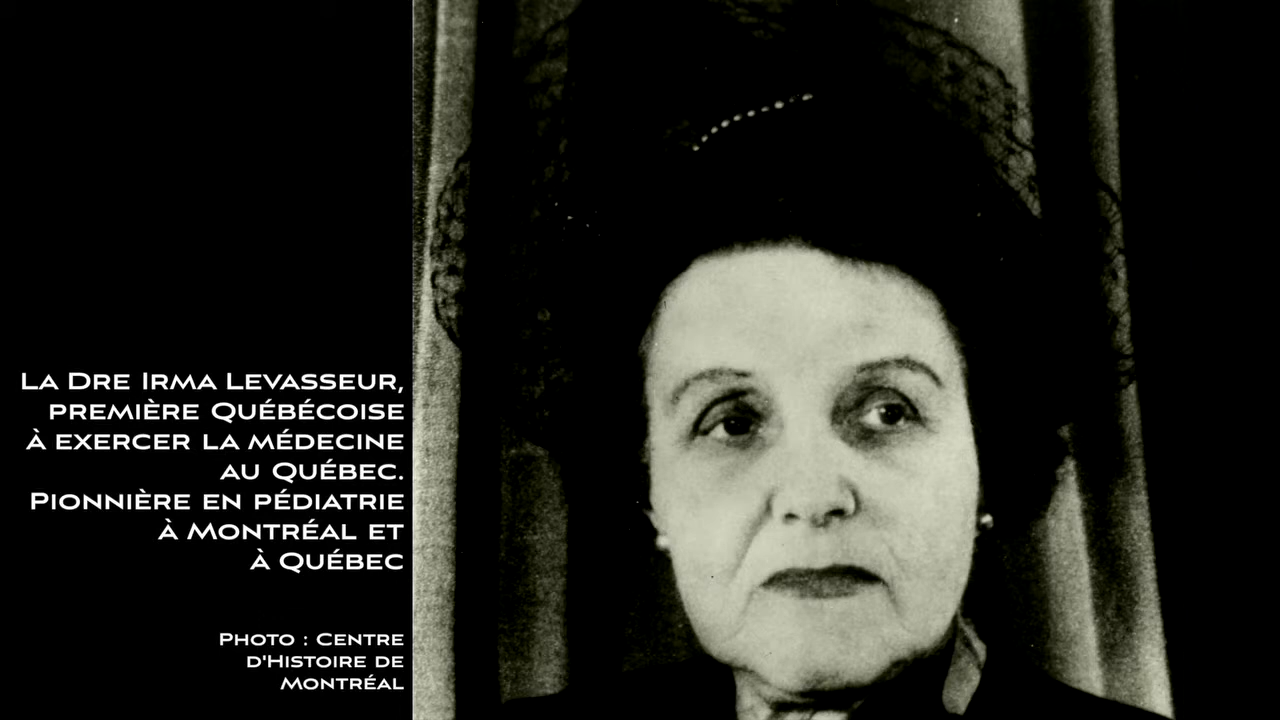 La Dre Irma Levasseur,
première Québécoise
à exercer la médecine
au Québec.
Pionnière en pédiatrie
à Montréal et
à Québec
Photo : Centre
d'Histoire de
Montréal